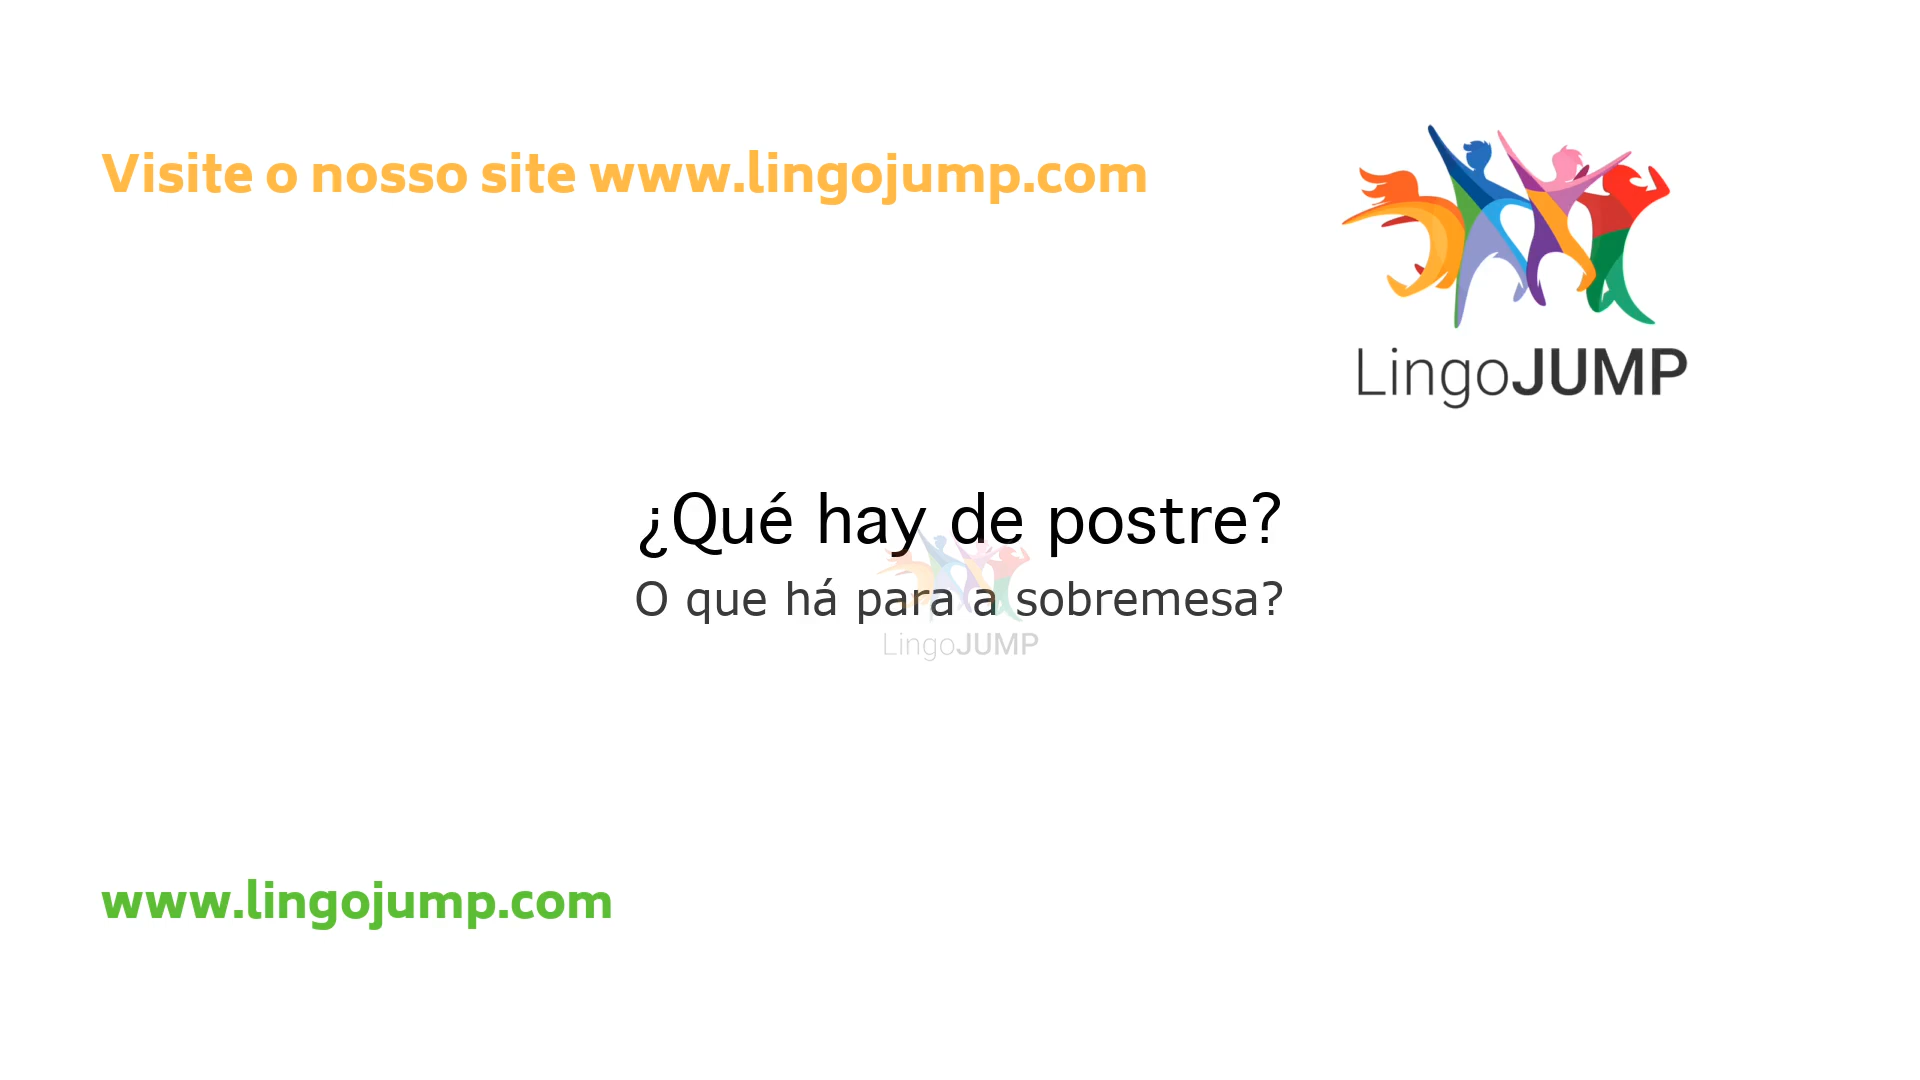 Visite o nosso site www.lingojump.com
LingoJUMP
¿Qué hay de postre?
O que há para a sobremesa?
LingoJUMP
www.lingojump.com